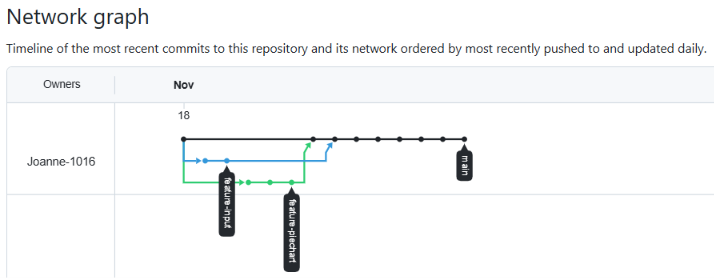 Network graph
Timeline of the most recent commits to this repository and its network ordered by most recently pushed to and updated daily.
Owners
Nov
18
Joanne-1016
main
feature-input
feature-piechart